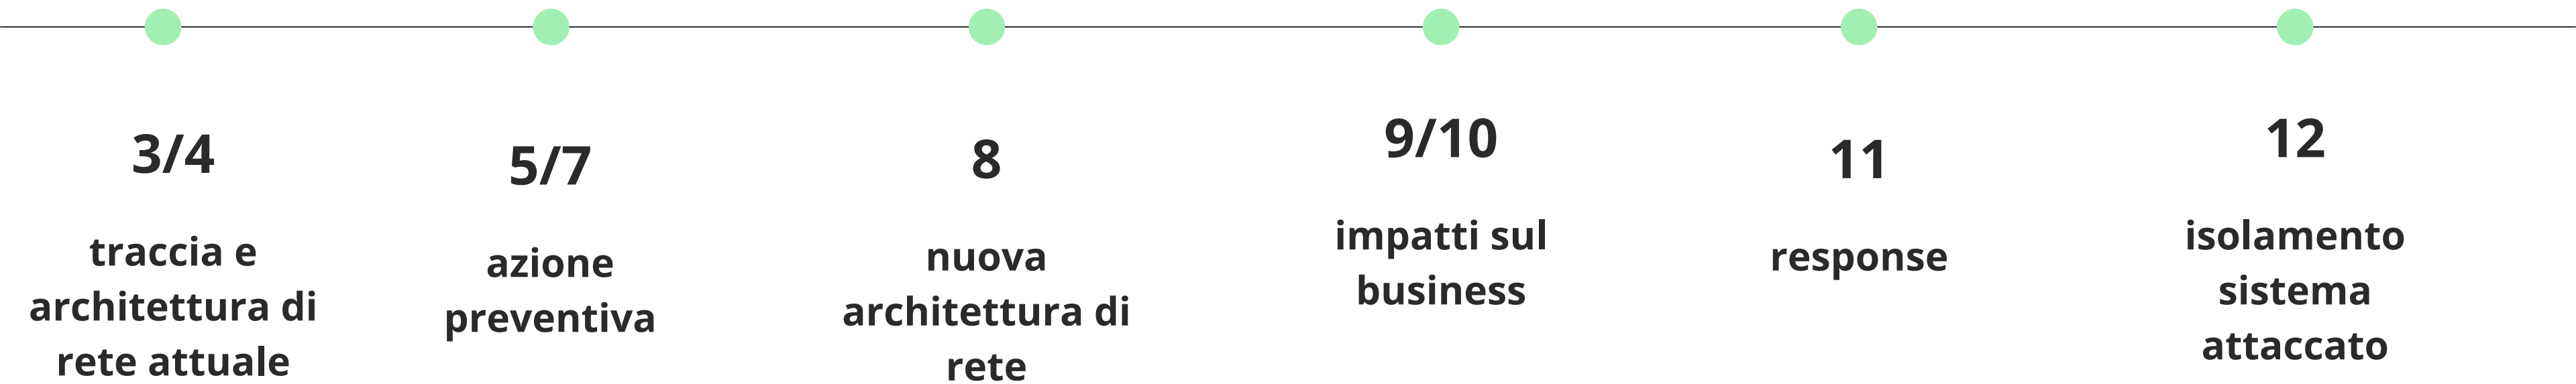 3/4
traccia e
architettura di
rete attuale
5/7
azione
preventiva
8
nuova
architettura di
rete
9/10
impatti sul
business
11
response
12
isolamento
sistema
attaccato